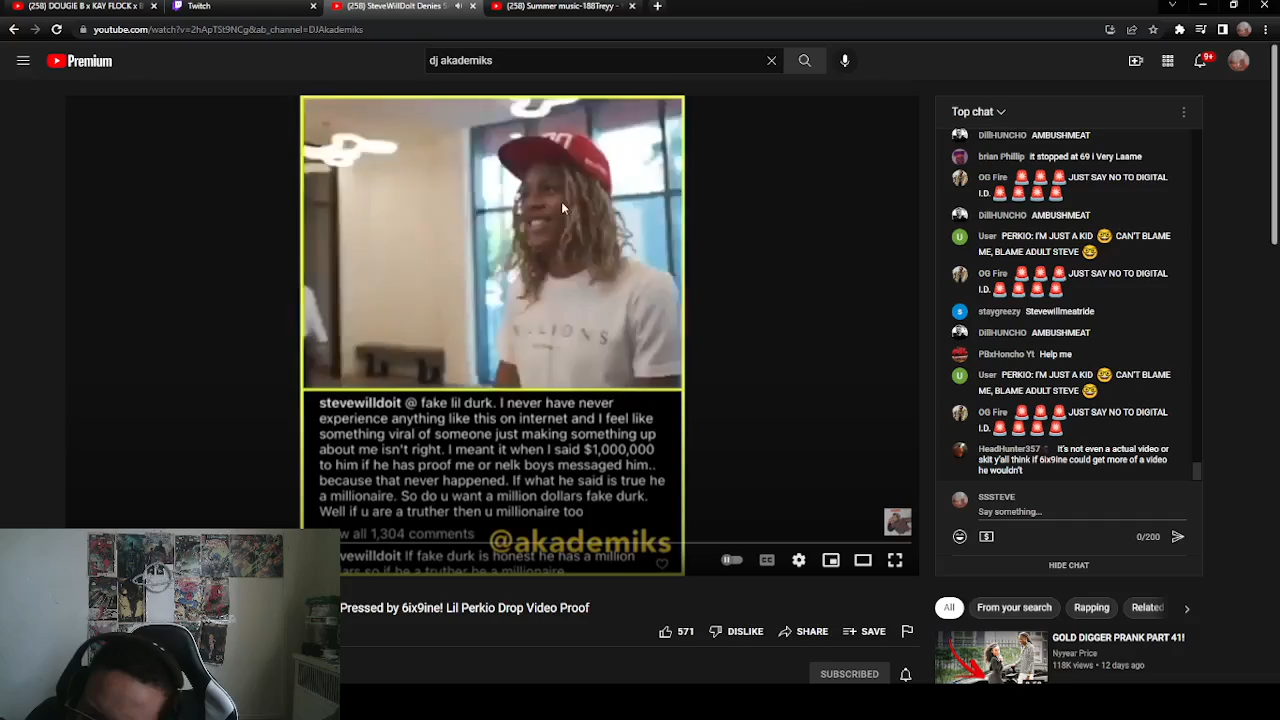 (258) DOUGIE B x KAY FLOCK x B
Twitch
(258) SteveWillDoIt Denies
(258) Summer music-188Treyy -
youtube.com/watch?v=2hApTSt9NCg&ab_channel=DJAkademiks
Premium
dj akademiks
9+
stevewilldoit @ fake lil durk. I never have never
experience anything like this on internet and I feel like
something viral of someone just making something up
about me isn't right. I meant it when I said $1,000,000
to him if he has proof me or nelk boys messaged him..
because that never happened. If what he said is true he
a millionaire. So do u want a million dollars fake durk.
Well if u are a truther then u millionaire too
all 1,304 comments
@akademiks
If fake durk is honest he has a million
so if he a truther he a millionaire
Pressed by 6ix9ine! Lil Perkio Drop Video Proof
571
DISLIKE
SHARE
SAVE
SUBSCRIBED
Top chat
DillHUNCHO AMBUSHMEAT
brian Phillip it stopped at 69 i Very Laame
OG Fire JUST SAY NO TO DIGITAL
I.D.
DillHUNCHO AMBUSHMEAT
User PERKIO: I'M JUST A KID CAN'T BLAME
ME, BLAME ADULT STEVE
OG Fire JUST SAY NO TO DIGITAL
I.D.
staygreezy Stevewillmeatride
DillHUNCHO AMBUSHMEAT
PBxHoncho Yt Help me
User PERKIO: I'M JUST A KID CAN'T BLAME
ME, BLAME ADULT STEVE
OG Fire JUST SAY NO TO DIGITAL
I.D.
HeadHunter357 It's not even a actual video or
skit y'all think if 6ix9ine could get more of a video
he wouldn't
SSSTEVE
Say something...
0/200
HIDE CHAT
All
From your search
Rapping
Related
GOLD DIGGER PRANK PART 41!
Nyyear Price
118K views • 12 days ago